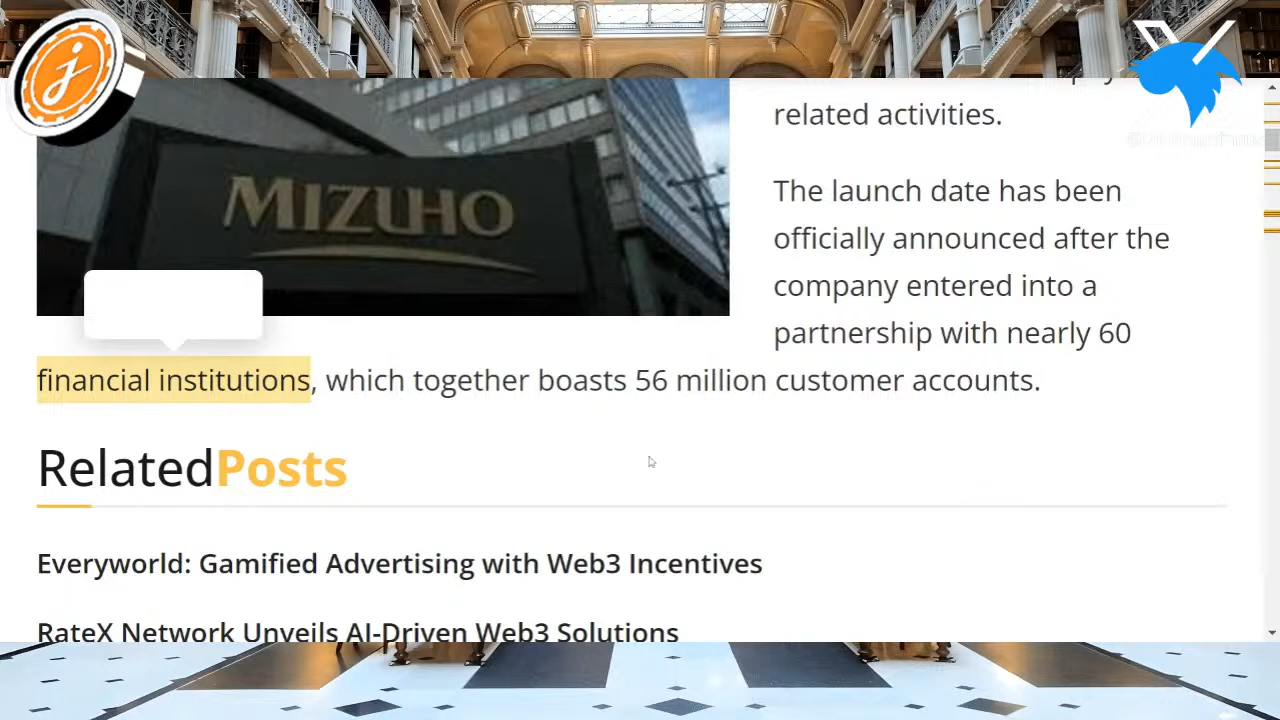 MIZUHO
related activities.
The launch date has been
officially announced after the
company entered into a
partnership with nearly 60
financial institutions, which together boasts 56 million customer accounts.
RelatedPosts
Everyworld: Gamified Advertising with Web3 Incentives
RateX Network Unveils AI-Driven Web3 Solutions